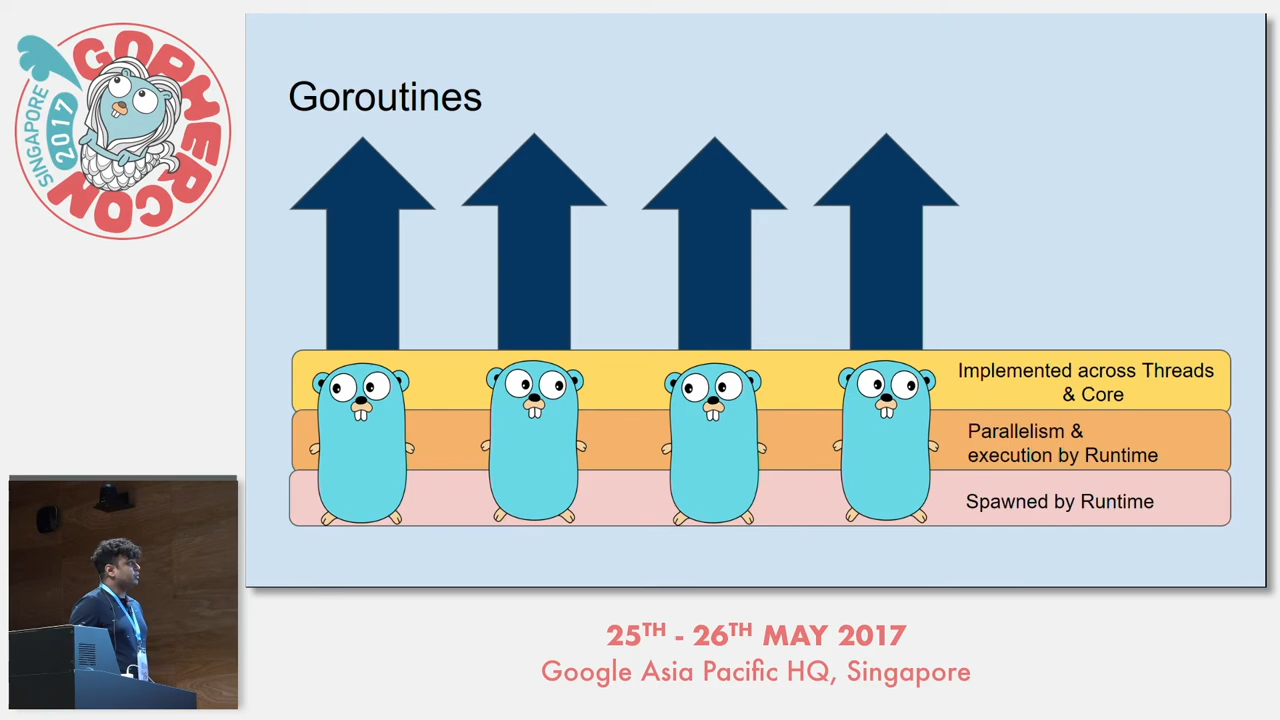 GOPHERCON
SINGAPORE
2017
Goroutines
Implemented across Threads
& Core
Parallelism &
execution by Runtime
Spawned by Runtime
25TH - 26TH MAY 2017
Google Asia Pacific HQ, Singapore